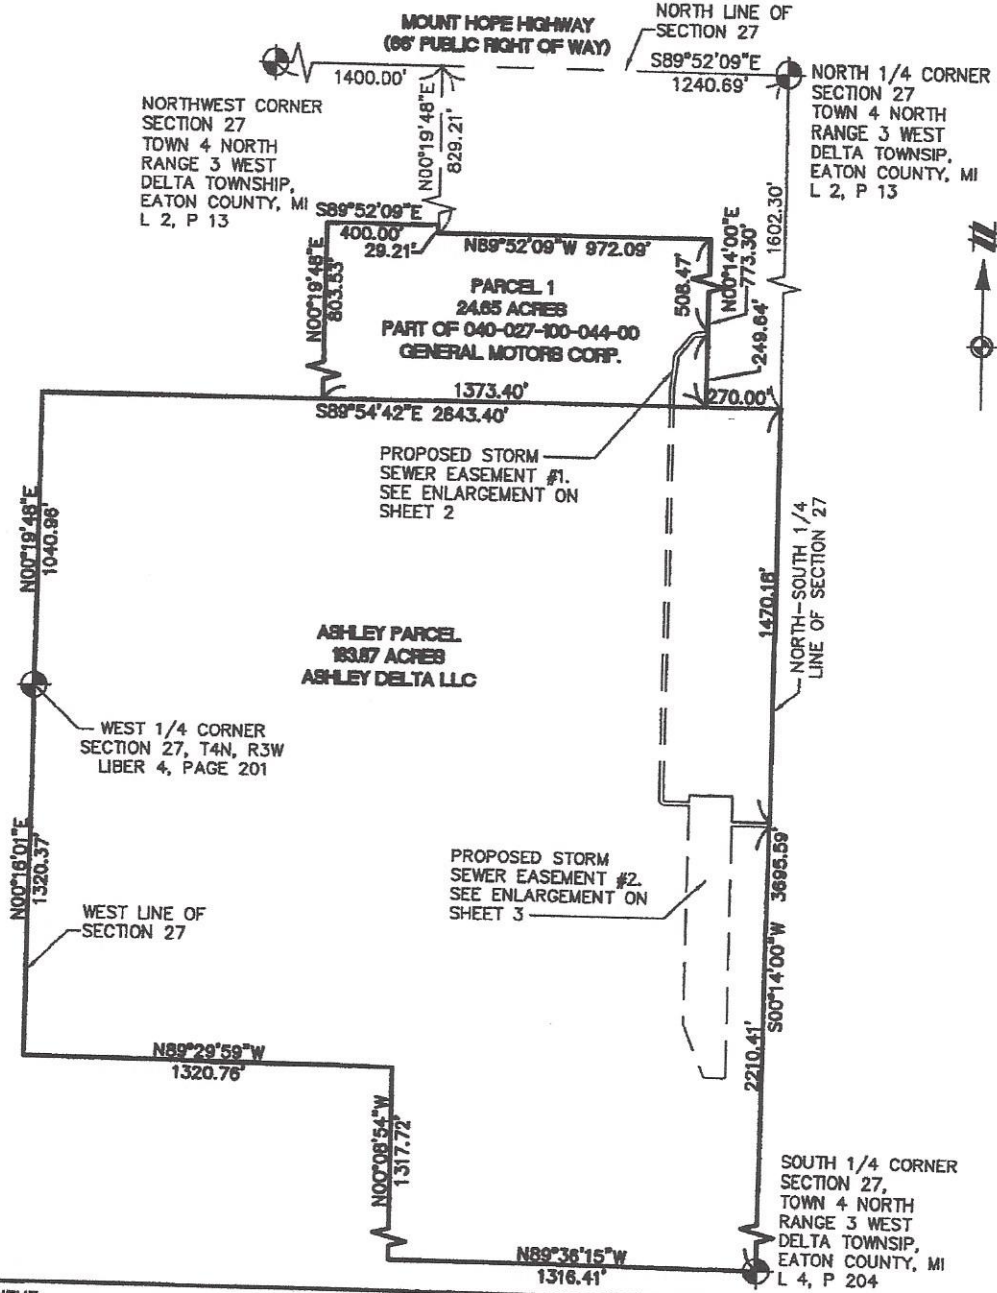 MOUNT HOPE HIGHWAY
(66' PUBLIC RIGHT OF WAY)
NORTH LINE OF
SECTION 27
S89°52'09"E
1240.69'
1400.00'
NORTH 1/4 CORNER
SECTION 27
TOWN 4 NORTH
RANGE 3 WEST
DELTA TOWNSIP,
EATON COUNTY, MI
L 2, P 13
NORTHWEST CORNER
SECTION 27
TOWN 4 NORTH
RANGE 3 WEST
DELTA TOWNSHIP,
EATON COUNTY, MI
L 2, P 13
N00°19'48"E
829.21'
1602.30'
S89°52'09"E
400.00'
29.21'
N89°52'09"W 972.09'
N00°19'48"E
803.53'
PARCEL 1
24.65 ACRES
PART OF 040-027-100-044-00
GENERAL MOTORS CORP.
508.47'
N00°14'00"E
773.30'
249.64'
1373.40'
270.00'
S89°54'42"E 2643.40'
PROPOSED STORM
SEWER EASEMENT #1.
SEE ENLARGEMENT ON
SHEET 2
N00°19'48"E
1040.96'
1470.18'
NORTH-SOUTH 1/4
LINE OF SECTION 27
ASHLEY PARCEL
183.87 ACRES
ASHLEY DELTA LLC
WEST 1/4 CORNER
SECTION 27, T4N, R3W
LIBER 4, PAGE 201
N00°16'01"E
1320.37'
PROPOSED STORM
SEWER EASEMENT #2.
SEE ENLARGEMENT ON
SHEET 3
S00°14'00"W 3695.59'
WEST LINE OF
SECTION 27
2210.41'
N89°29'59"W
1320.76'
N00°08'54"W
1317.72'
SOUTH 1/4 CORNER
SECTION 27,
TOWN 4 NORTH
RANGE 3 WEST
DELTA TOWNSIP,
EATON COUNTY, MI
L 4, P 204
N89°36'15"W
1316.41'